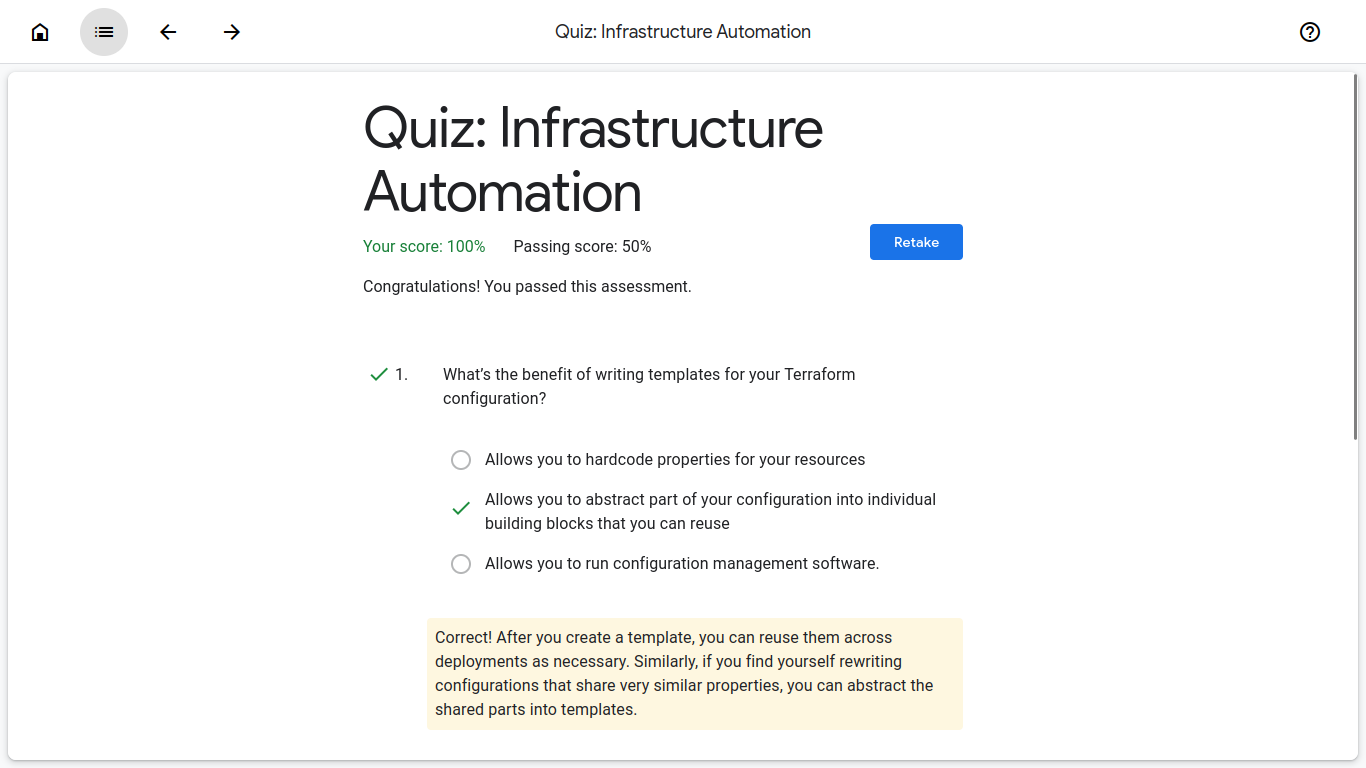 Quiz: Infrastructure Automation
Quiz: Infrastructure
Automation
Your score: 100%
Passing score: 50%
Retake
Congratulations! You passed this assessment.
1.
What’s the benefit of writing templates for your Terraform
configuration?
Allows you to hardcode properties for your resources
Allows you to abstract part of your configuration into individual
building blocks that you can reuse
Allows you to run configuration management software.
Correct! After you create a template, you can reuse them across
deployments as necessary. Similarly, if you find yourself rewriting
configurations that share very similar properties, you can abstract the
shared parts into templates.